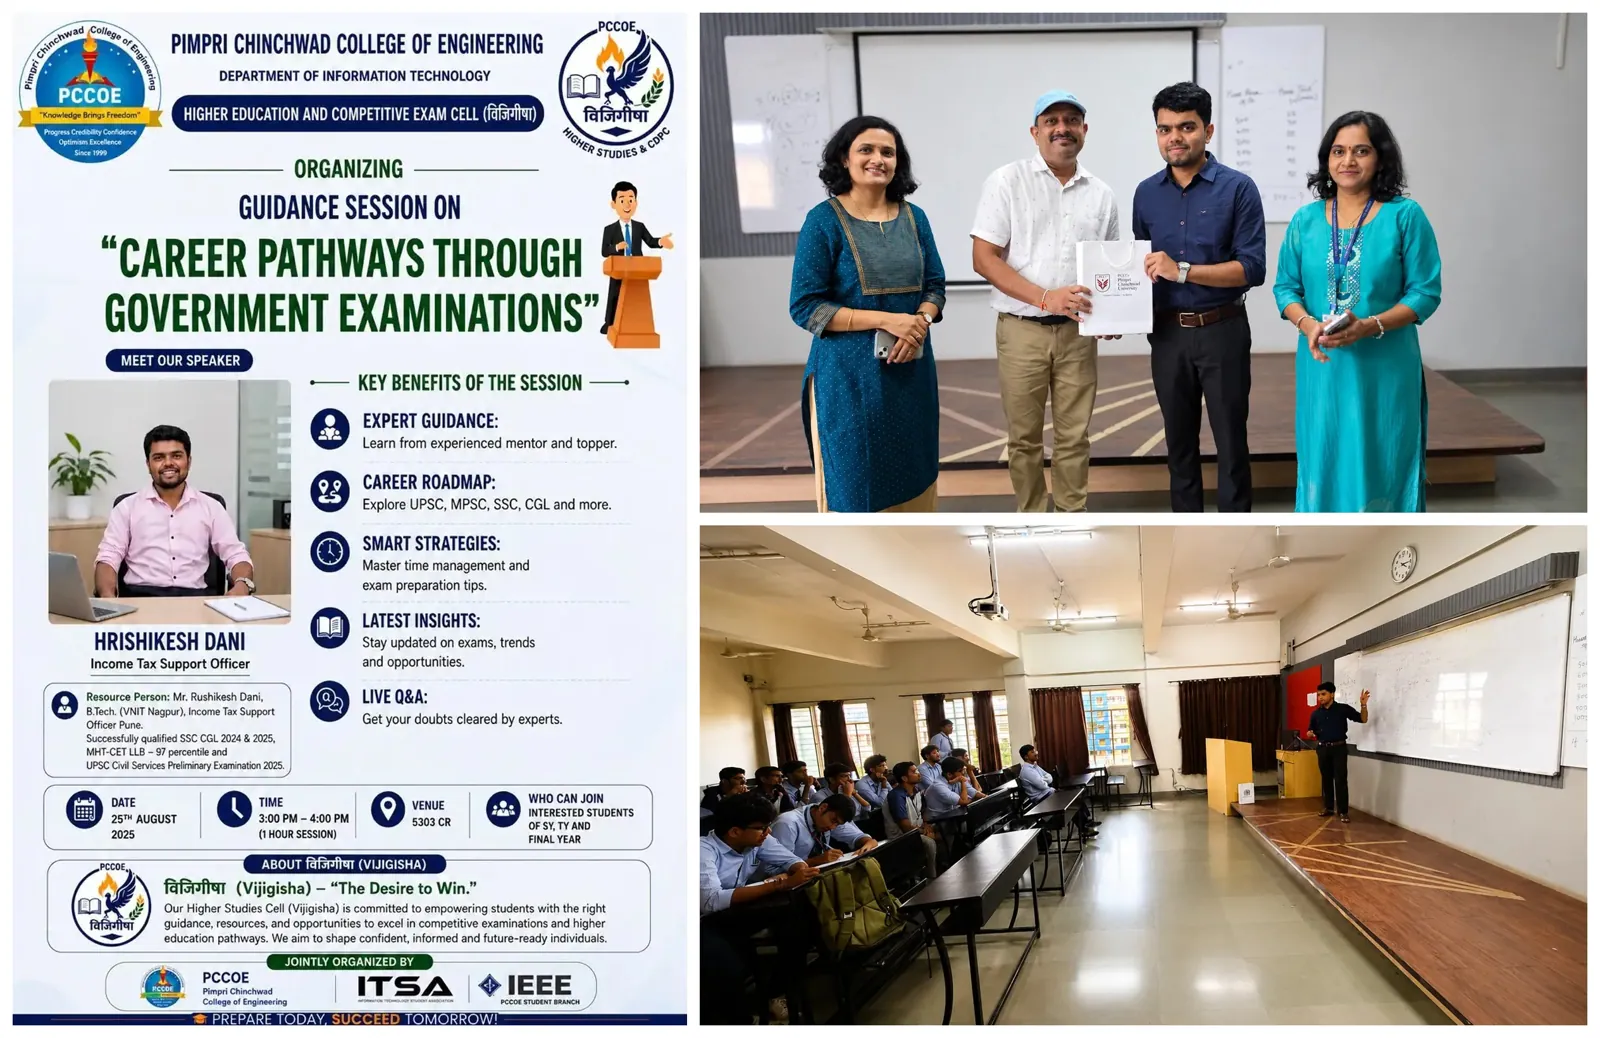 Pimpri Chinchwad College of Engineering
PCCOE
"Knowledge Brings Freedom"
Progress Credibility Confidence
Optimism Excellence
Since 1999
PIMPRI CHINCHWAD COLLEGE OF ENGINEERING
DEPARTMENT OF INFORMATION TECHNOLOGY
HIGHER EDUCATION AND COMPETITIVE EXAM CELL (विजिगीषा)
PCCOE
विजिगीषा
HIGHER STUDIES & CDPC
ORGANIZING
GUIDANCE SESSION ON
“CAREER PATHWAYS THROUGH
GOVERNMENT EXAMINATIONS”
MEET OUR SPEAKER
HRISHIKESH DANI
Income Tax Support Officer
Resource Person: Mr. Rushikesh Dani,
B.Tech. (VNIT Nagpur), Income Tax Support
Officer Pune.
Successfully qualified SSC CGL 2024 & 2025,
MHT-CET LLB – 97 percentile and
UPSC Civil Services Preliminary Examination 2025.
KEY BENEFITS OF THE SESSION
EXPERT GUIDANCE:
Learn from experienced mentor and topper.
CAREER ROADMAP:
Explore UPSC, MPSC, SSC, CGL and more.
SMART STRATEGIES:
Master time management and
exam preparation tips.
LATEST INSIGHTS:
Stay updated on exams, trends
and opportunities.
LIVE Q&A:
Get your doubts cleared by experts.
DATE
25TH AUGUST
2025
TIME
3:00 PM – 4:00 PM
(1 HOUR SESSION)
VENUE
5303 CR
WHO CAN JOIN
INTERESTED STUDENTS
OF SY, TY AND
FINAL YEAR
ABOUT विजिगीषा (VIJIGISHA)
PCCOE
विजिगीषा
विजिगीषा (Vijigisha) – “The Desire to Win.”
Our Higher Studies Cell (Vijigisha) is committed to empowering students with the right
guidance, resources, and opportunities to excel in competitive examinations and higher
education pathways. We aim to shape confident, informed and future-ready individuals.
JOINTLY ORGANIZED BY
PCCOE
PCCOE
Pimpri Chinchwad
College of Engineering
ITSA
INFORMATION TECHNOLOGY STUDENT ASSOCIATION
IEEE
PCCOE STUDENT BRANCH
PREPARE TODAY, SUCCEED TOMORROW!
Pimpri
Chinchwad
University